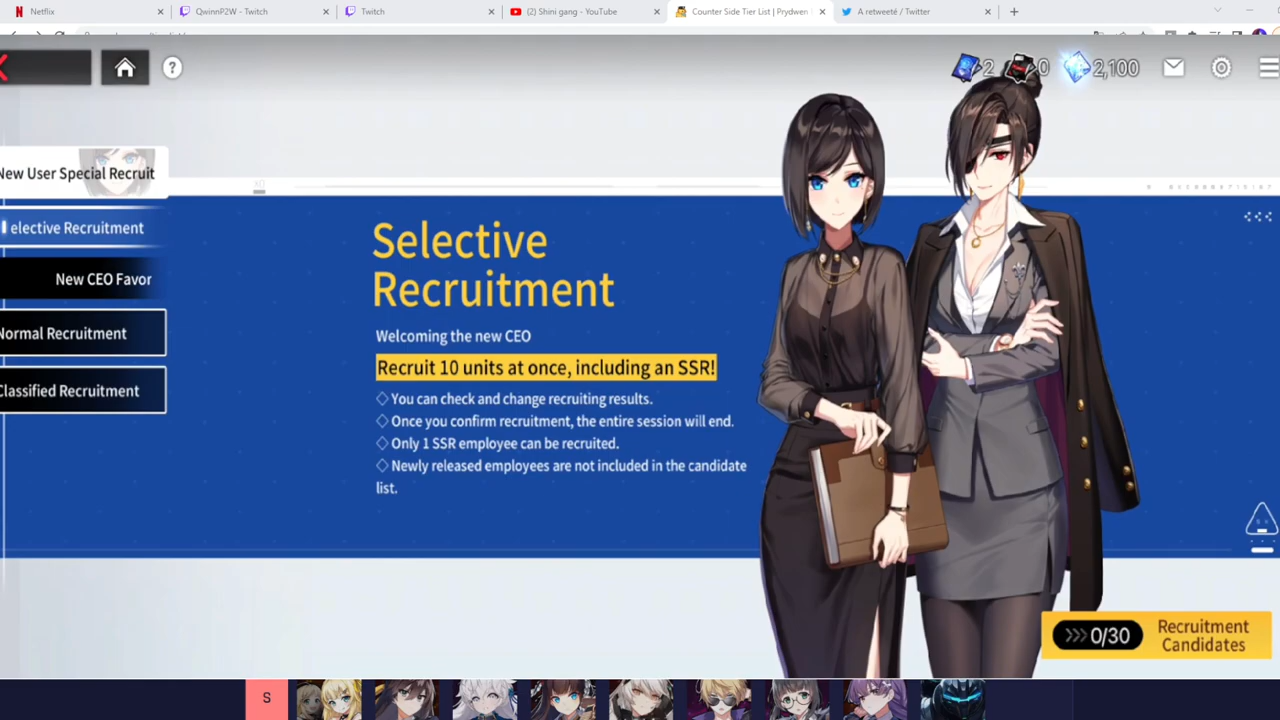 Netflix
QwinnP2W - Twitch
Twitch
(2) Shini gang - YouTube
Counter Side Tier List | Prydwen
A retweeté / Twitter
2
0
2,100
New User Special Recruit
elective Recruitment
New CEO Favor
Normal Recruitment
Classified Recruitment
Selective
Recruitment
Welcoming the new CEO
Recruit 10 units at once, including an SSR!
You can check and change recruiting results.
Once you confirm recruitment, the entire session will end.
Only 1 SSR employee can be recruited.
Newly released employees are not included in the candidate
list.
0/30
Recruitment
Candidates
S